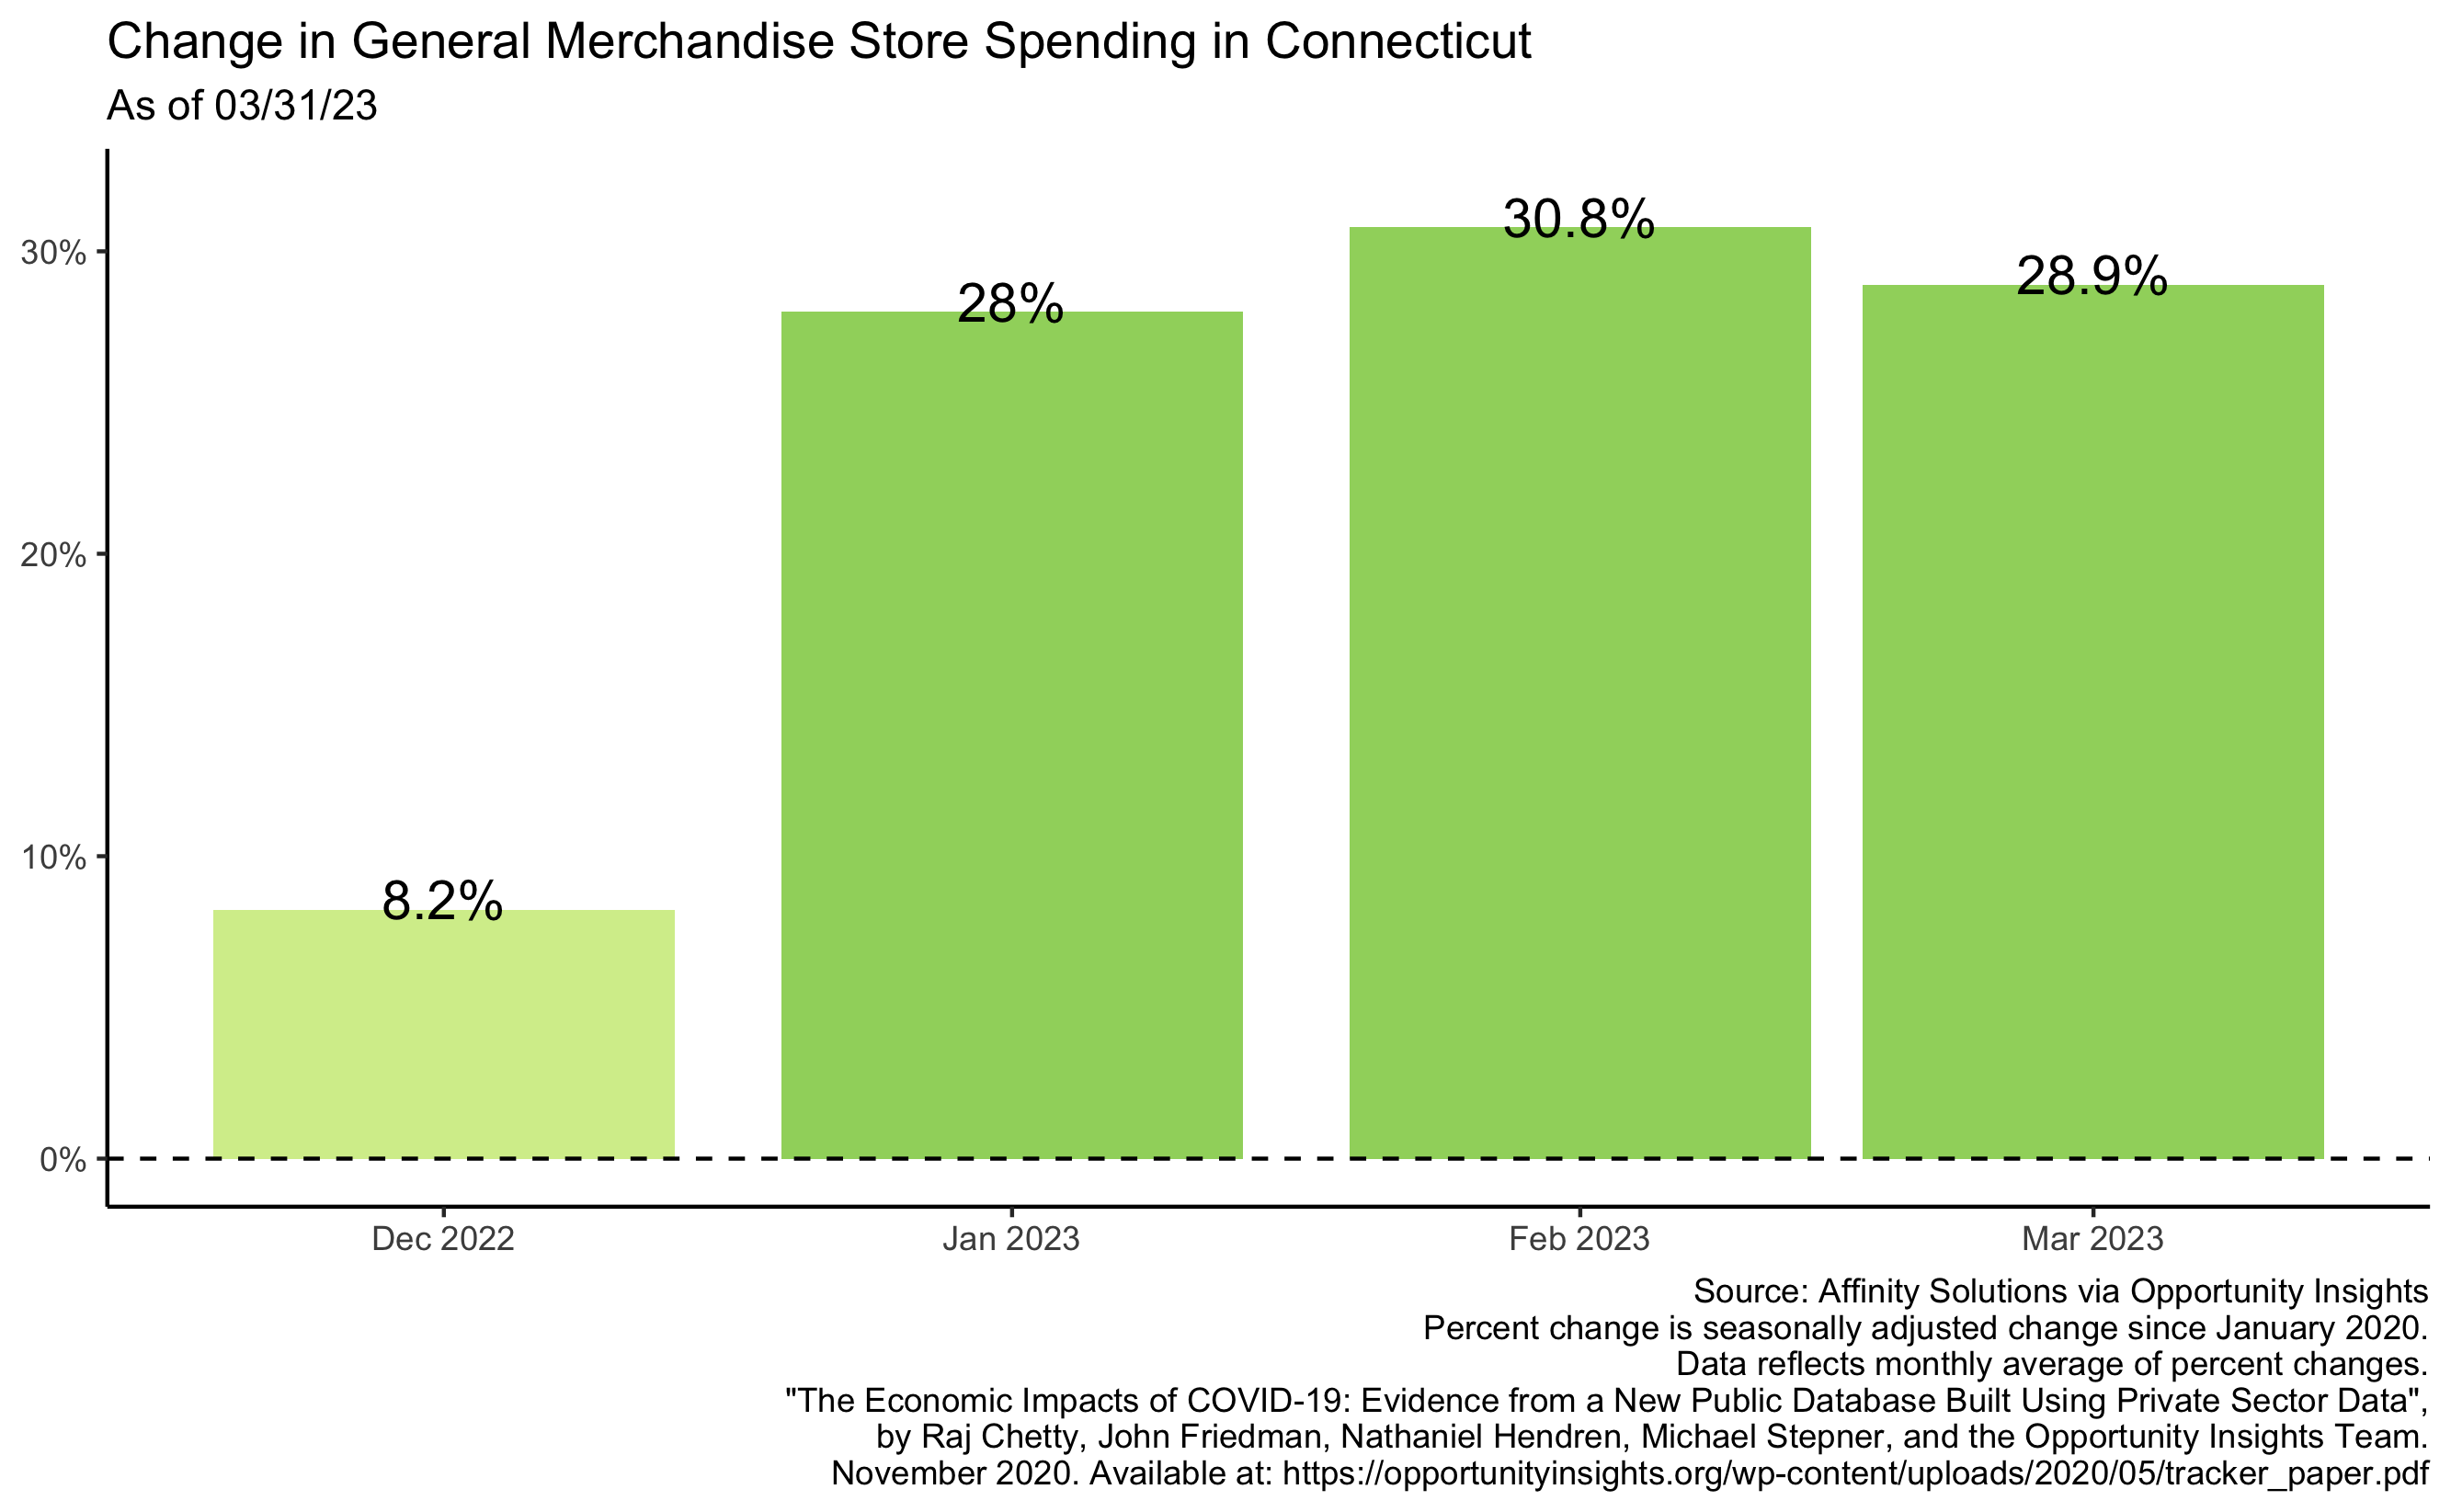 Change in General Merchandise Store Spending in Connecticut
As of 03/31/23
30%
20%
10%
0%
8.2%
28%
30.8%
28.9%
Dec 2022
Jan 2023
Feb 2023
Mar 2023
Source: Affinity Solutions via Opportunity Insights
Percent change is seasonally adjusted change since January 2020.
Data reflects monthly average of percent changes.
"The Economic Impacts of COVID-19: Evidence from a New Public Database Built Using Private Sector Data",
by Raj Chetty, John Friedman, Nathaniel Hendren, Michael Stepner, and the Opportunity Insights Team.
November 2020. Available at: https://opportunityinsights.org/wp-content/uploads/2020/05/tracker_paper.pdf